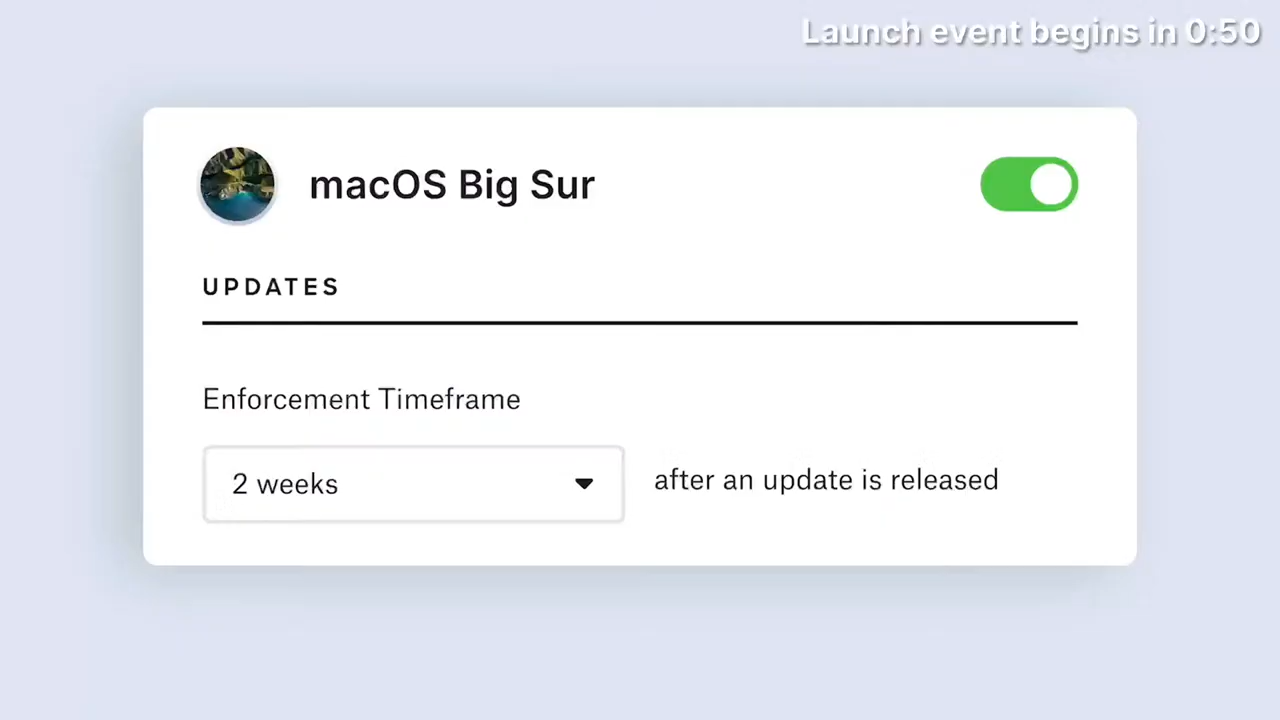 Launch event begins in 0:50
macOS Big Sur
UPDATES
Enforcement Timeframe
2 weeks
after an update is released